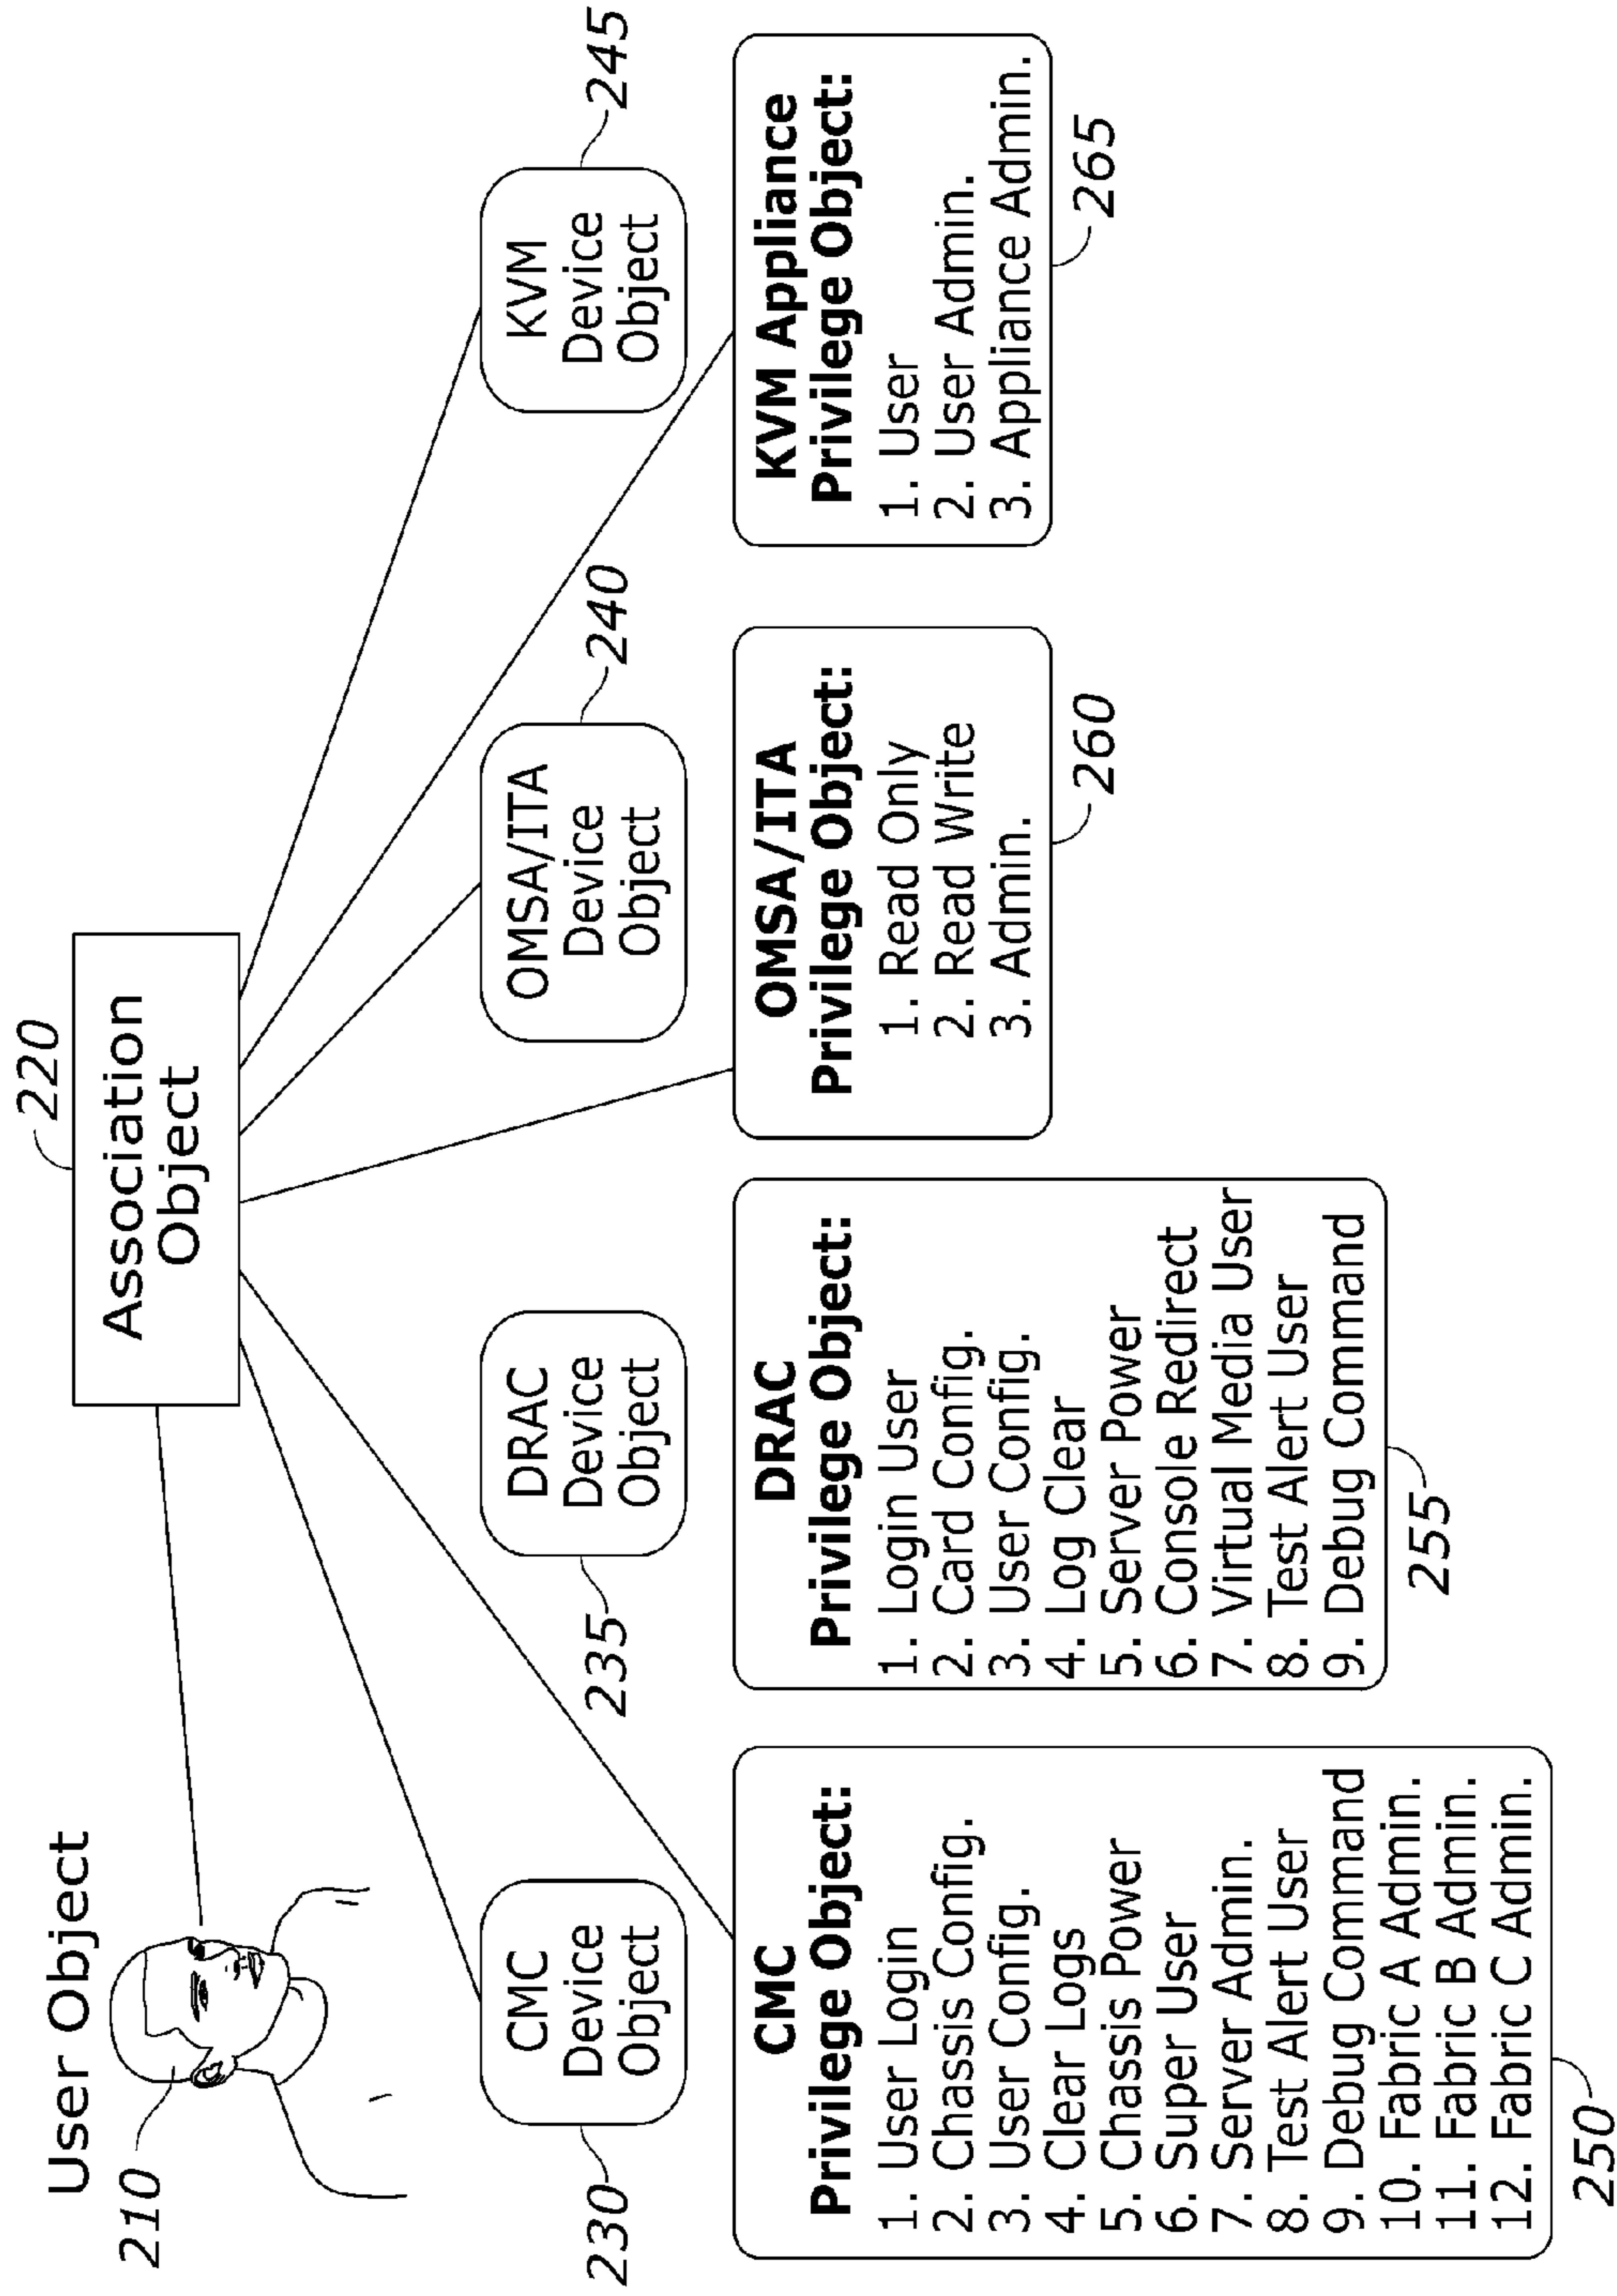 User Object
210
220
Association
Object
230
CMC
Device
Object
235
DRAC
Device
Object
OMSA/ITA
Device
Object
240
KVM
Device
Object
245
CMC
Privilege Object:
1. User Login
2. Chassis Config.
3. User Config.
4. Clear Logs
5. Chassis Power
6. Super User
7. Server Admin.
8. Test Alert User
9. Debug Command
10. Fabric A Admin.
11. Fabric B Admin.
12. Fabric C Admin.
250
DRAC
Privilege Object:
1. Login User
2. Card Config.
3. User Config.
4. Log Clear
5. Server Power
6. Console Redirect
7. Virtual Media User
8. Test Alert User
9. Debug Command
255
OMSA/ITA
Privilege Object:
1. Read Only
2. Read Write
3. Admin.
260
KVM Appliance
Privilege Object:
1. User
2. User Admin.
3. Appliance Admin.
265